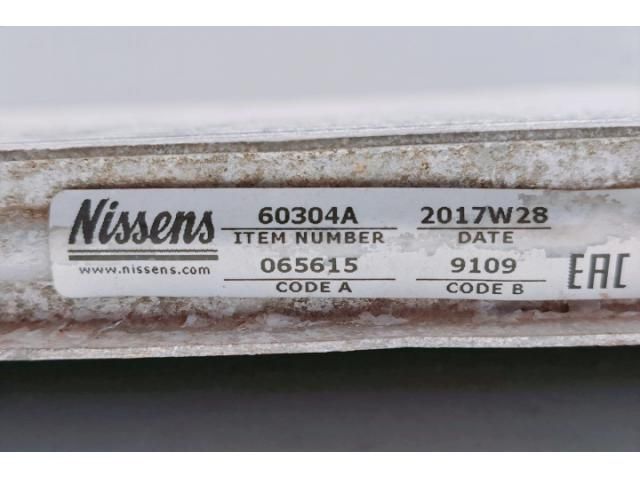 Nissens
www.nissens.com
60304A 2017W28
ITEM NUMBER DATE
065615 9109
CODE A CODE B
EAC